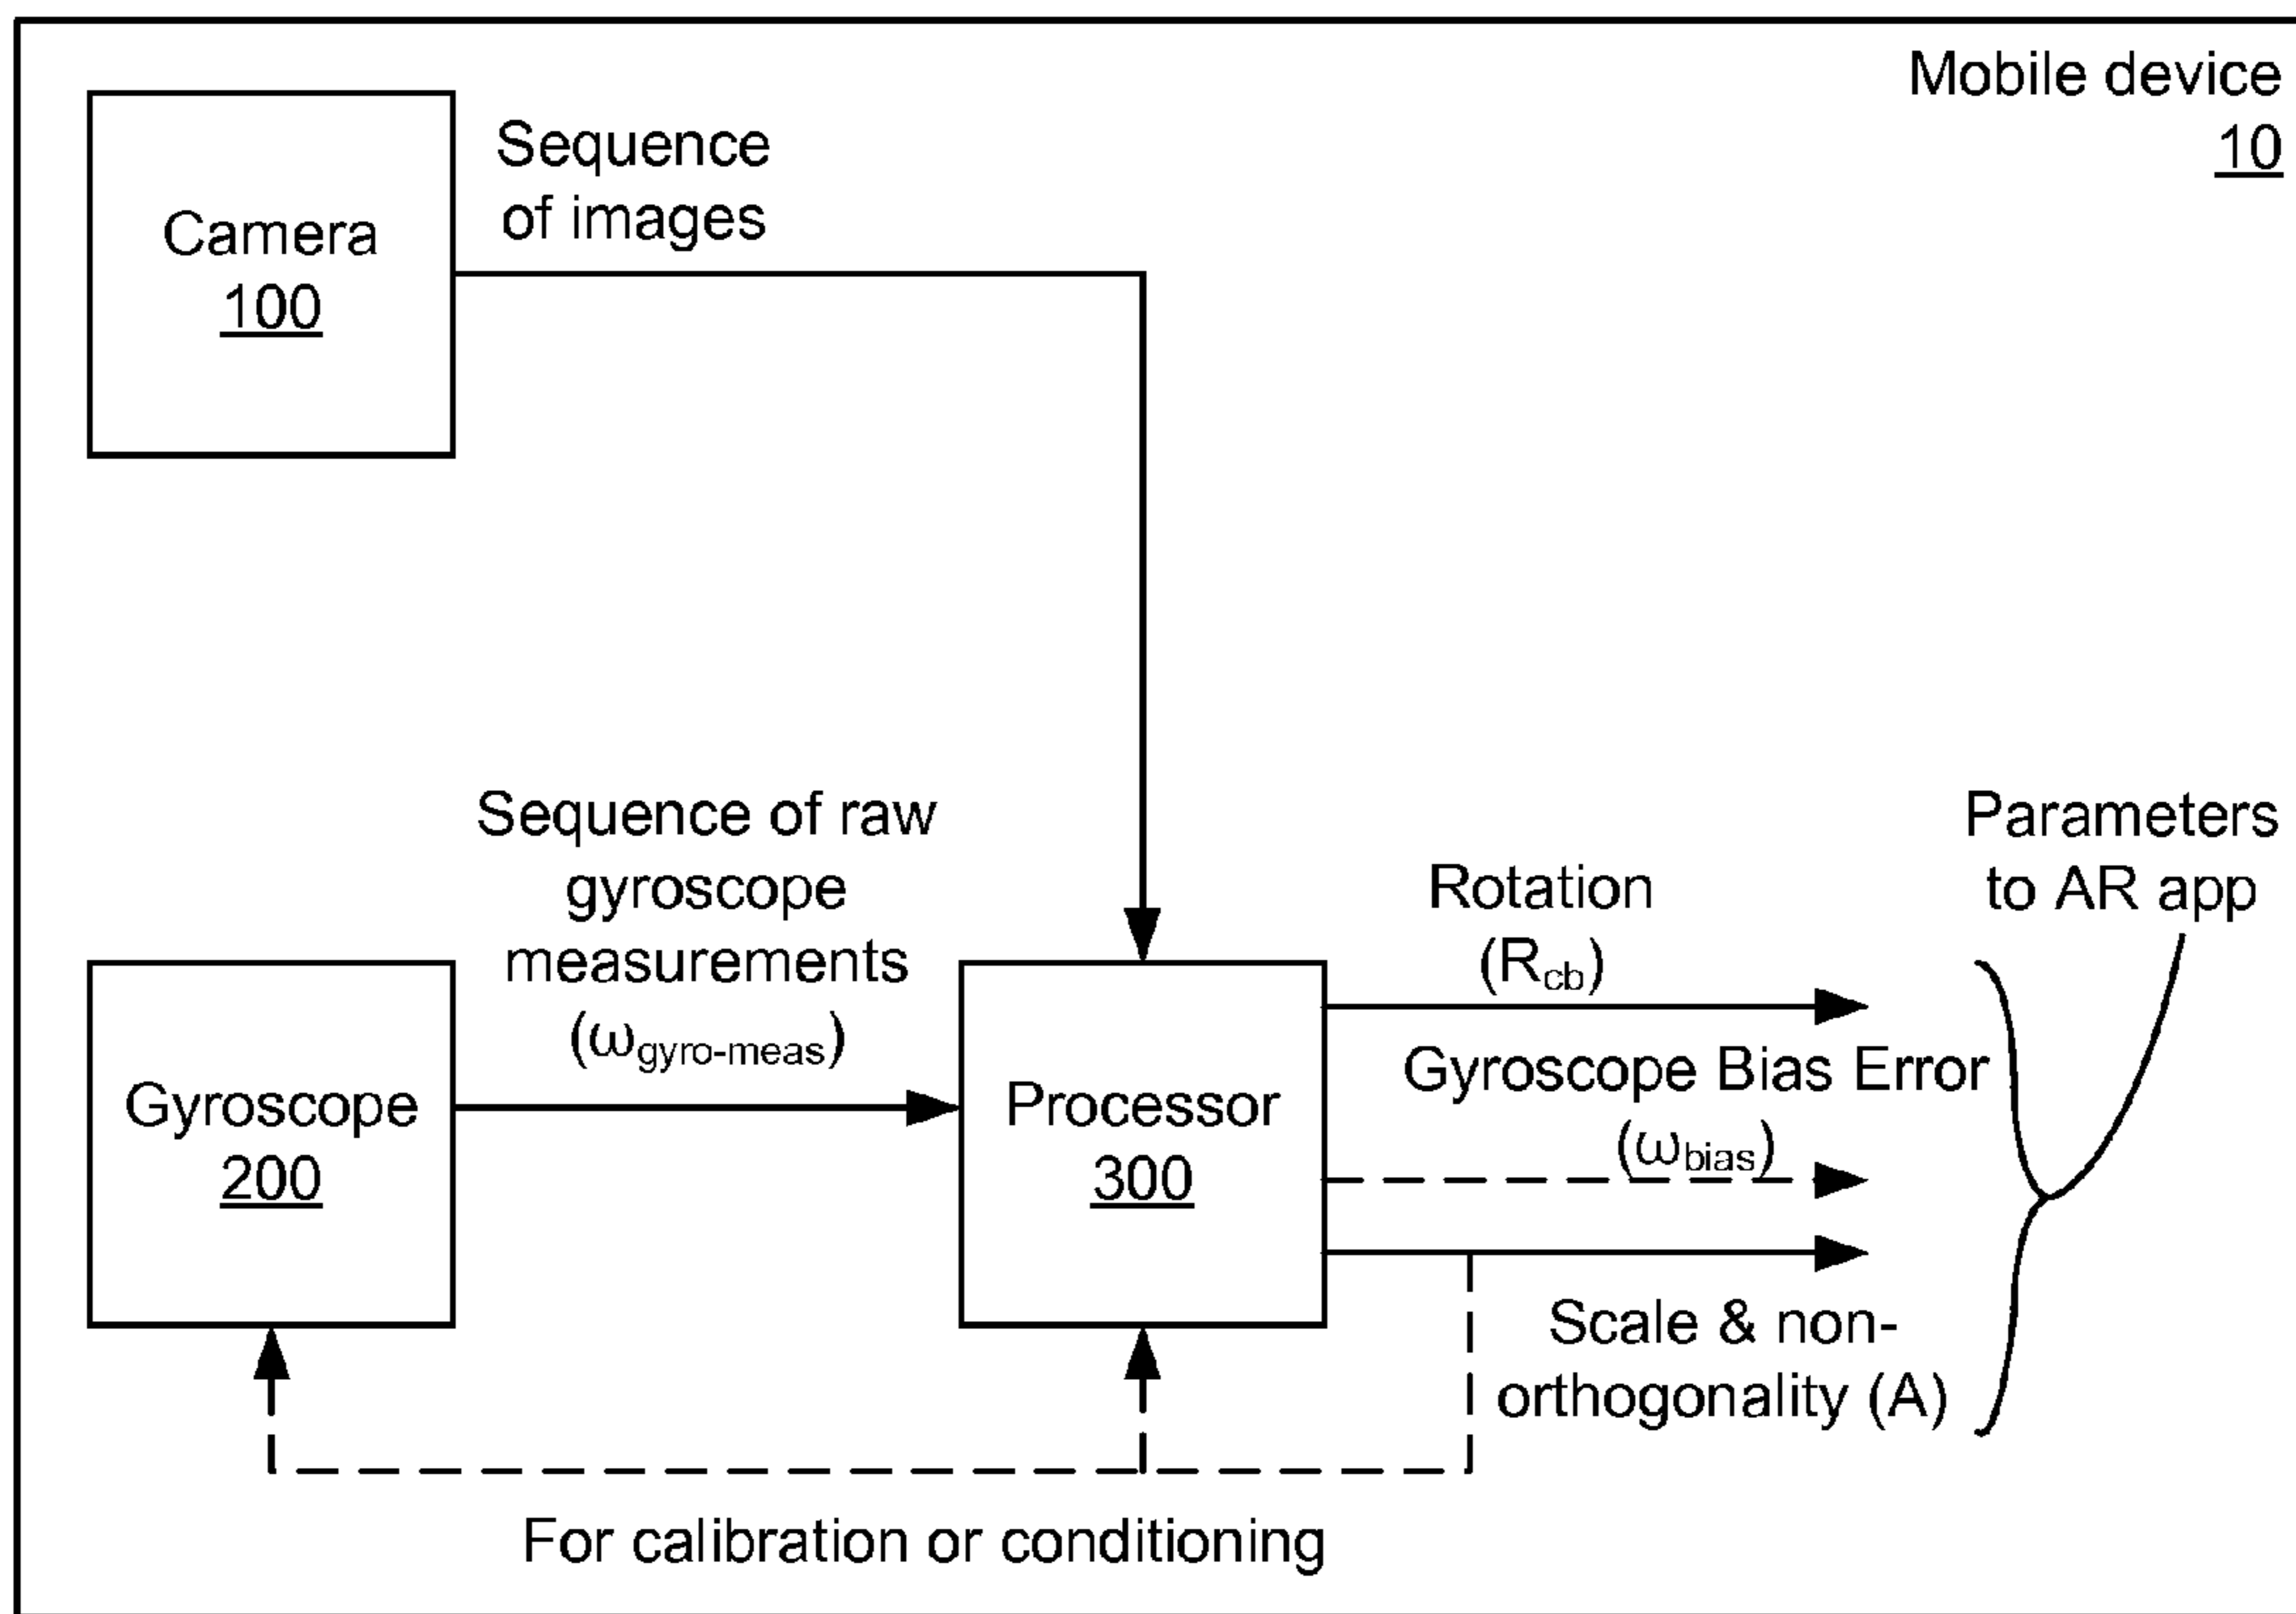 Mobile device
10
Camera
100
Sequence
of images
Sequence of raw
gyroscope
measurements
(ωgyro-meas)
Gyroscope
200
Processor
300
Rotation
(Rcb)
Gyroscope Bias Error
(ωbias)
Scale & non-
orthogonality (A)
Parameters
to AR app
For calibration or conditioning